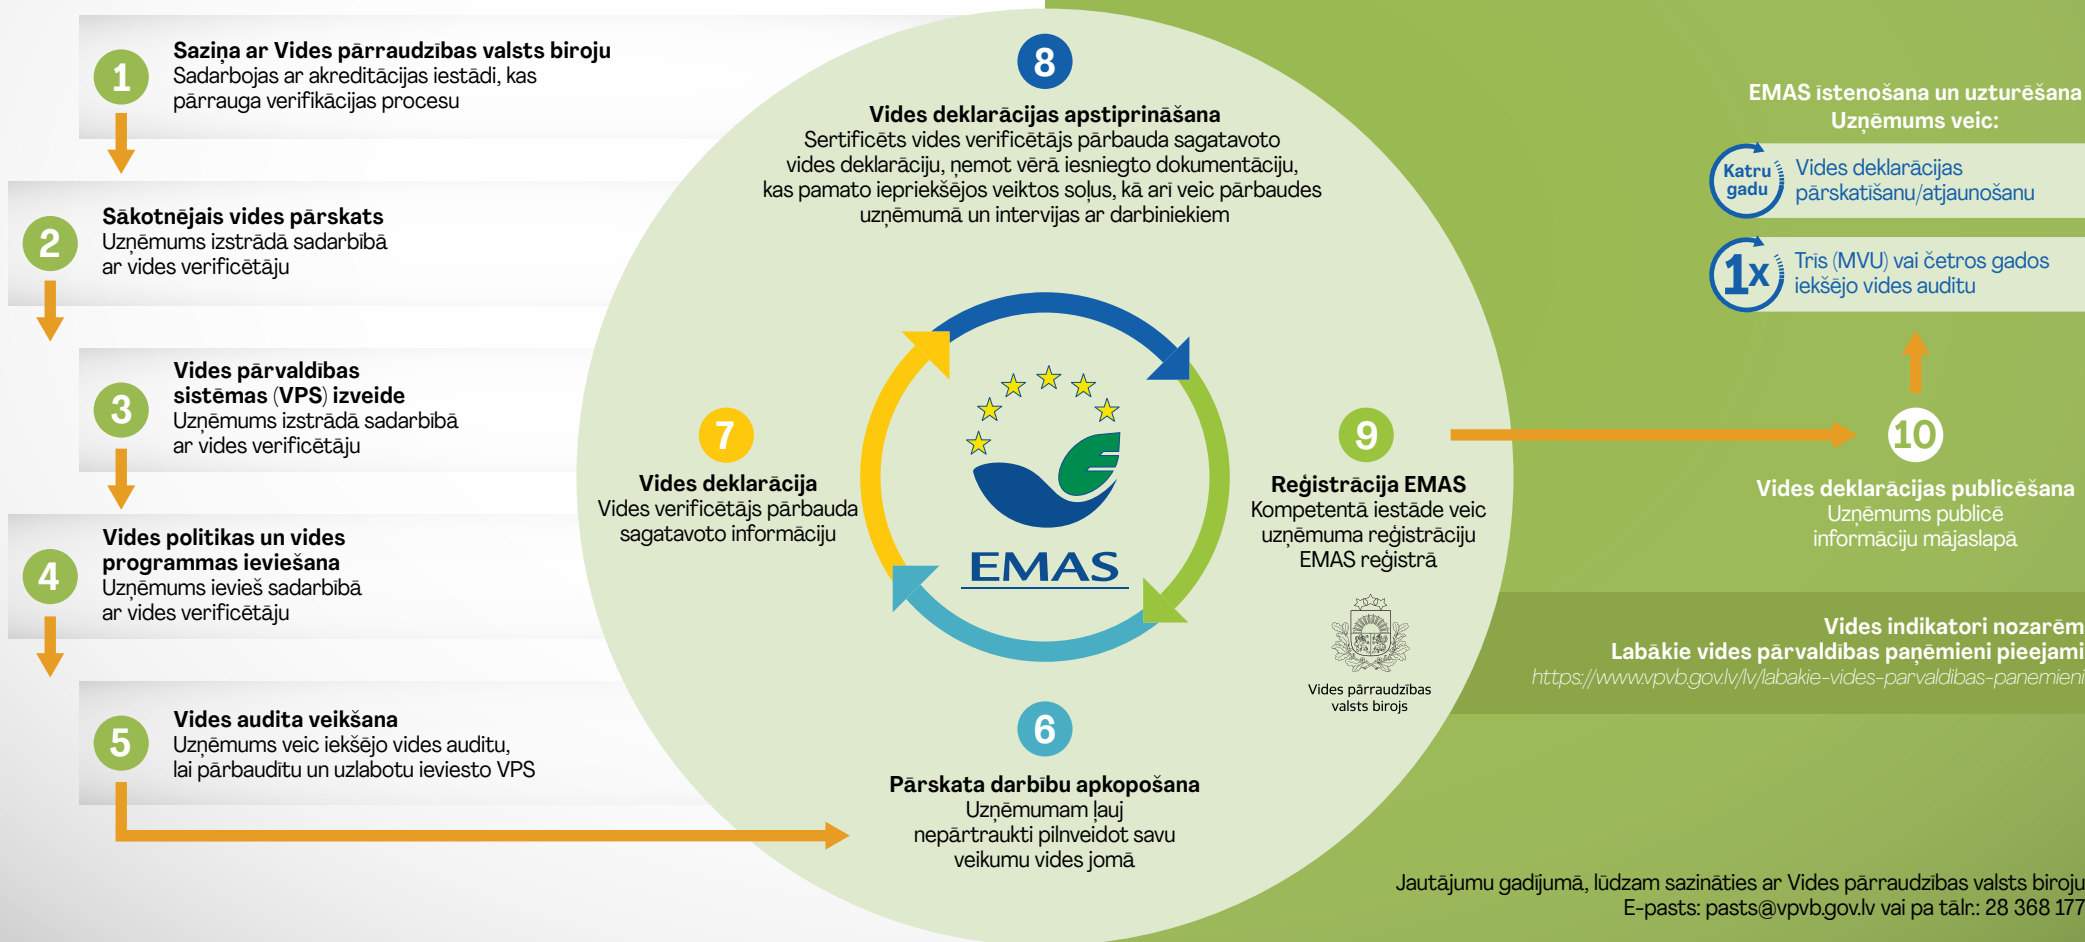 1
Saziņa ar Vides pārraudzības valsts biroju
Sadarbojas ar akreditācijas iestādi, kas
pārrauga verifikācijas procesu
2
Sākotnējais vides pārskats
Uzņēmums izstrādā sadarbībā
ar vides verificētāju
3
Vides pārvaldības
sistēmas (VPS) izveide
Uzņēmums izstrādā sadarbībā
ar vides verificētāju
4
Vides politikas un vides
programmas ieviešana
Uzņēmums ievieš sadarbībā
ar vides verificētāju
5
Vides audita veikšana
Uzņēmums veic iekšējo vides auditu,
lai pārbaudītu un uzlabotu ieviesto VPS
6
Pārskata darbību apkopošana
Uzņēmumam ļauj
nepārtraukti pilnveidot savu
veikumu vides jomā
7
Vides deklarācija
Vides verificētājs pārbauda
sagatavoto informāciju
8
Vides deklarācijas apstiprināšana
Sertificēts vides verificētājs pārbauda sagatavoto
vides deklarāciju, ņemot vērā iesniegto dokumentāciju,
kas pamato iepriekšējos veiktos soļus, kā arī veic pārbaudes
uzņēmumā un intervijas ar darbiniekiem
EMAS
9
Reģistrācija EMAS
Kompetentā iestāde veic
uzņēmuma reģistrāciju
EMAS reģistrā
Vides pārraudzības
valsts birojs
10
Vides deklarācijas publicēšana
Uzņēmums publicē
informāciju mājaslapā
EMAS īstenošana un uzturēšana
Uzņēmums veic:
Katru
gadu
Vides deklarācijas
pārskatīšanu/atjaunošanu
1x
Trīs (MVU) vai četros gados
iekšējo vides auditu
Vides indikatori nozarēm
Labākie vides pārvaldības paņēmieni pieejami
https://www.vpvb.gov.lv/lv/labakie-vides-parvaldibas-panemieni
Jautājumu gadījumā, lūdzam sazināties ar Vides pārraudzības valsts biroju
E-pasts: pasts@vpvb.gov.lv vai pa tālr.: 28 368 177